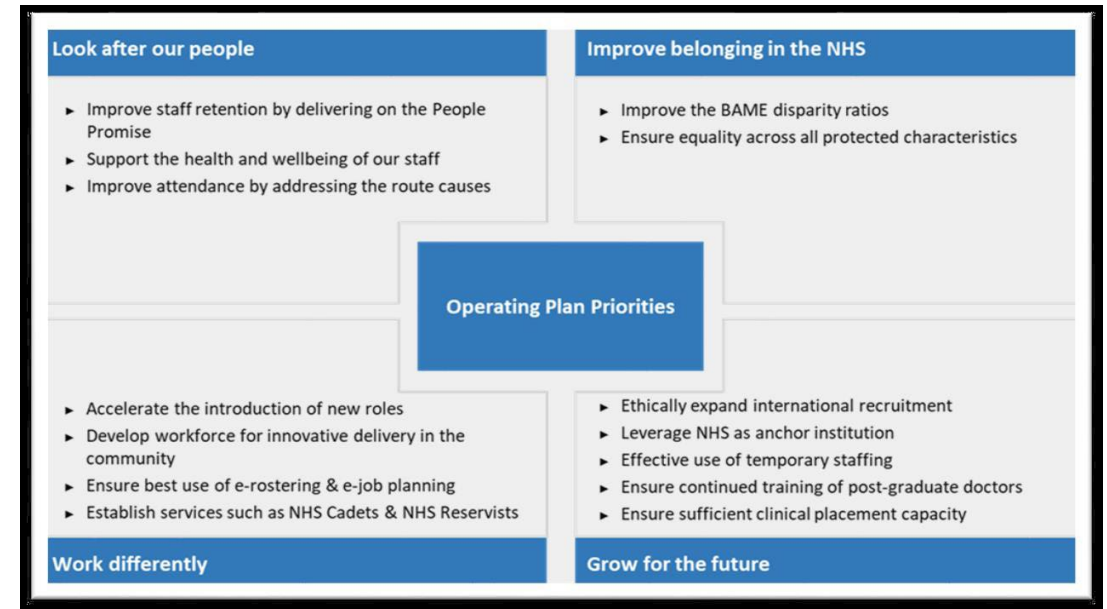 Look after our people
► Improve staff retention by delivering on the People
Promise
► Support the health and wellbeing of our staff
► Improve attendance by addressing the route causes
Improve belonging in the NHS
► Improve the BAME disparity ratios
► Ensure equality across all protected characteristics
Operating Plan Priorities
► Accelerate the introduction of new roles
► Develop workforce for innovative delivery in the
community
► Ensure best use of e-rostering & e-job planning
► Establish services such as NHS Cadets & NHS Reservists
Work differently
► Ethically expand international recruitment
► Leverage NHS as anchor institution
► Effective use of temporary staffing
► Ensure continued training of post-graduate doctors
► Ensure sufficient clinical placement capacity
Grow for the future